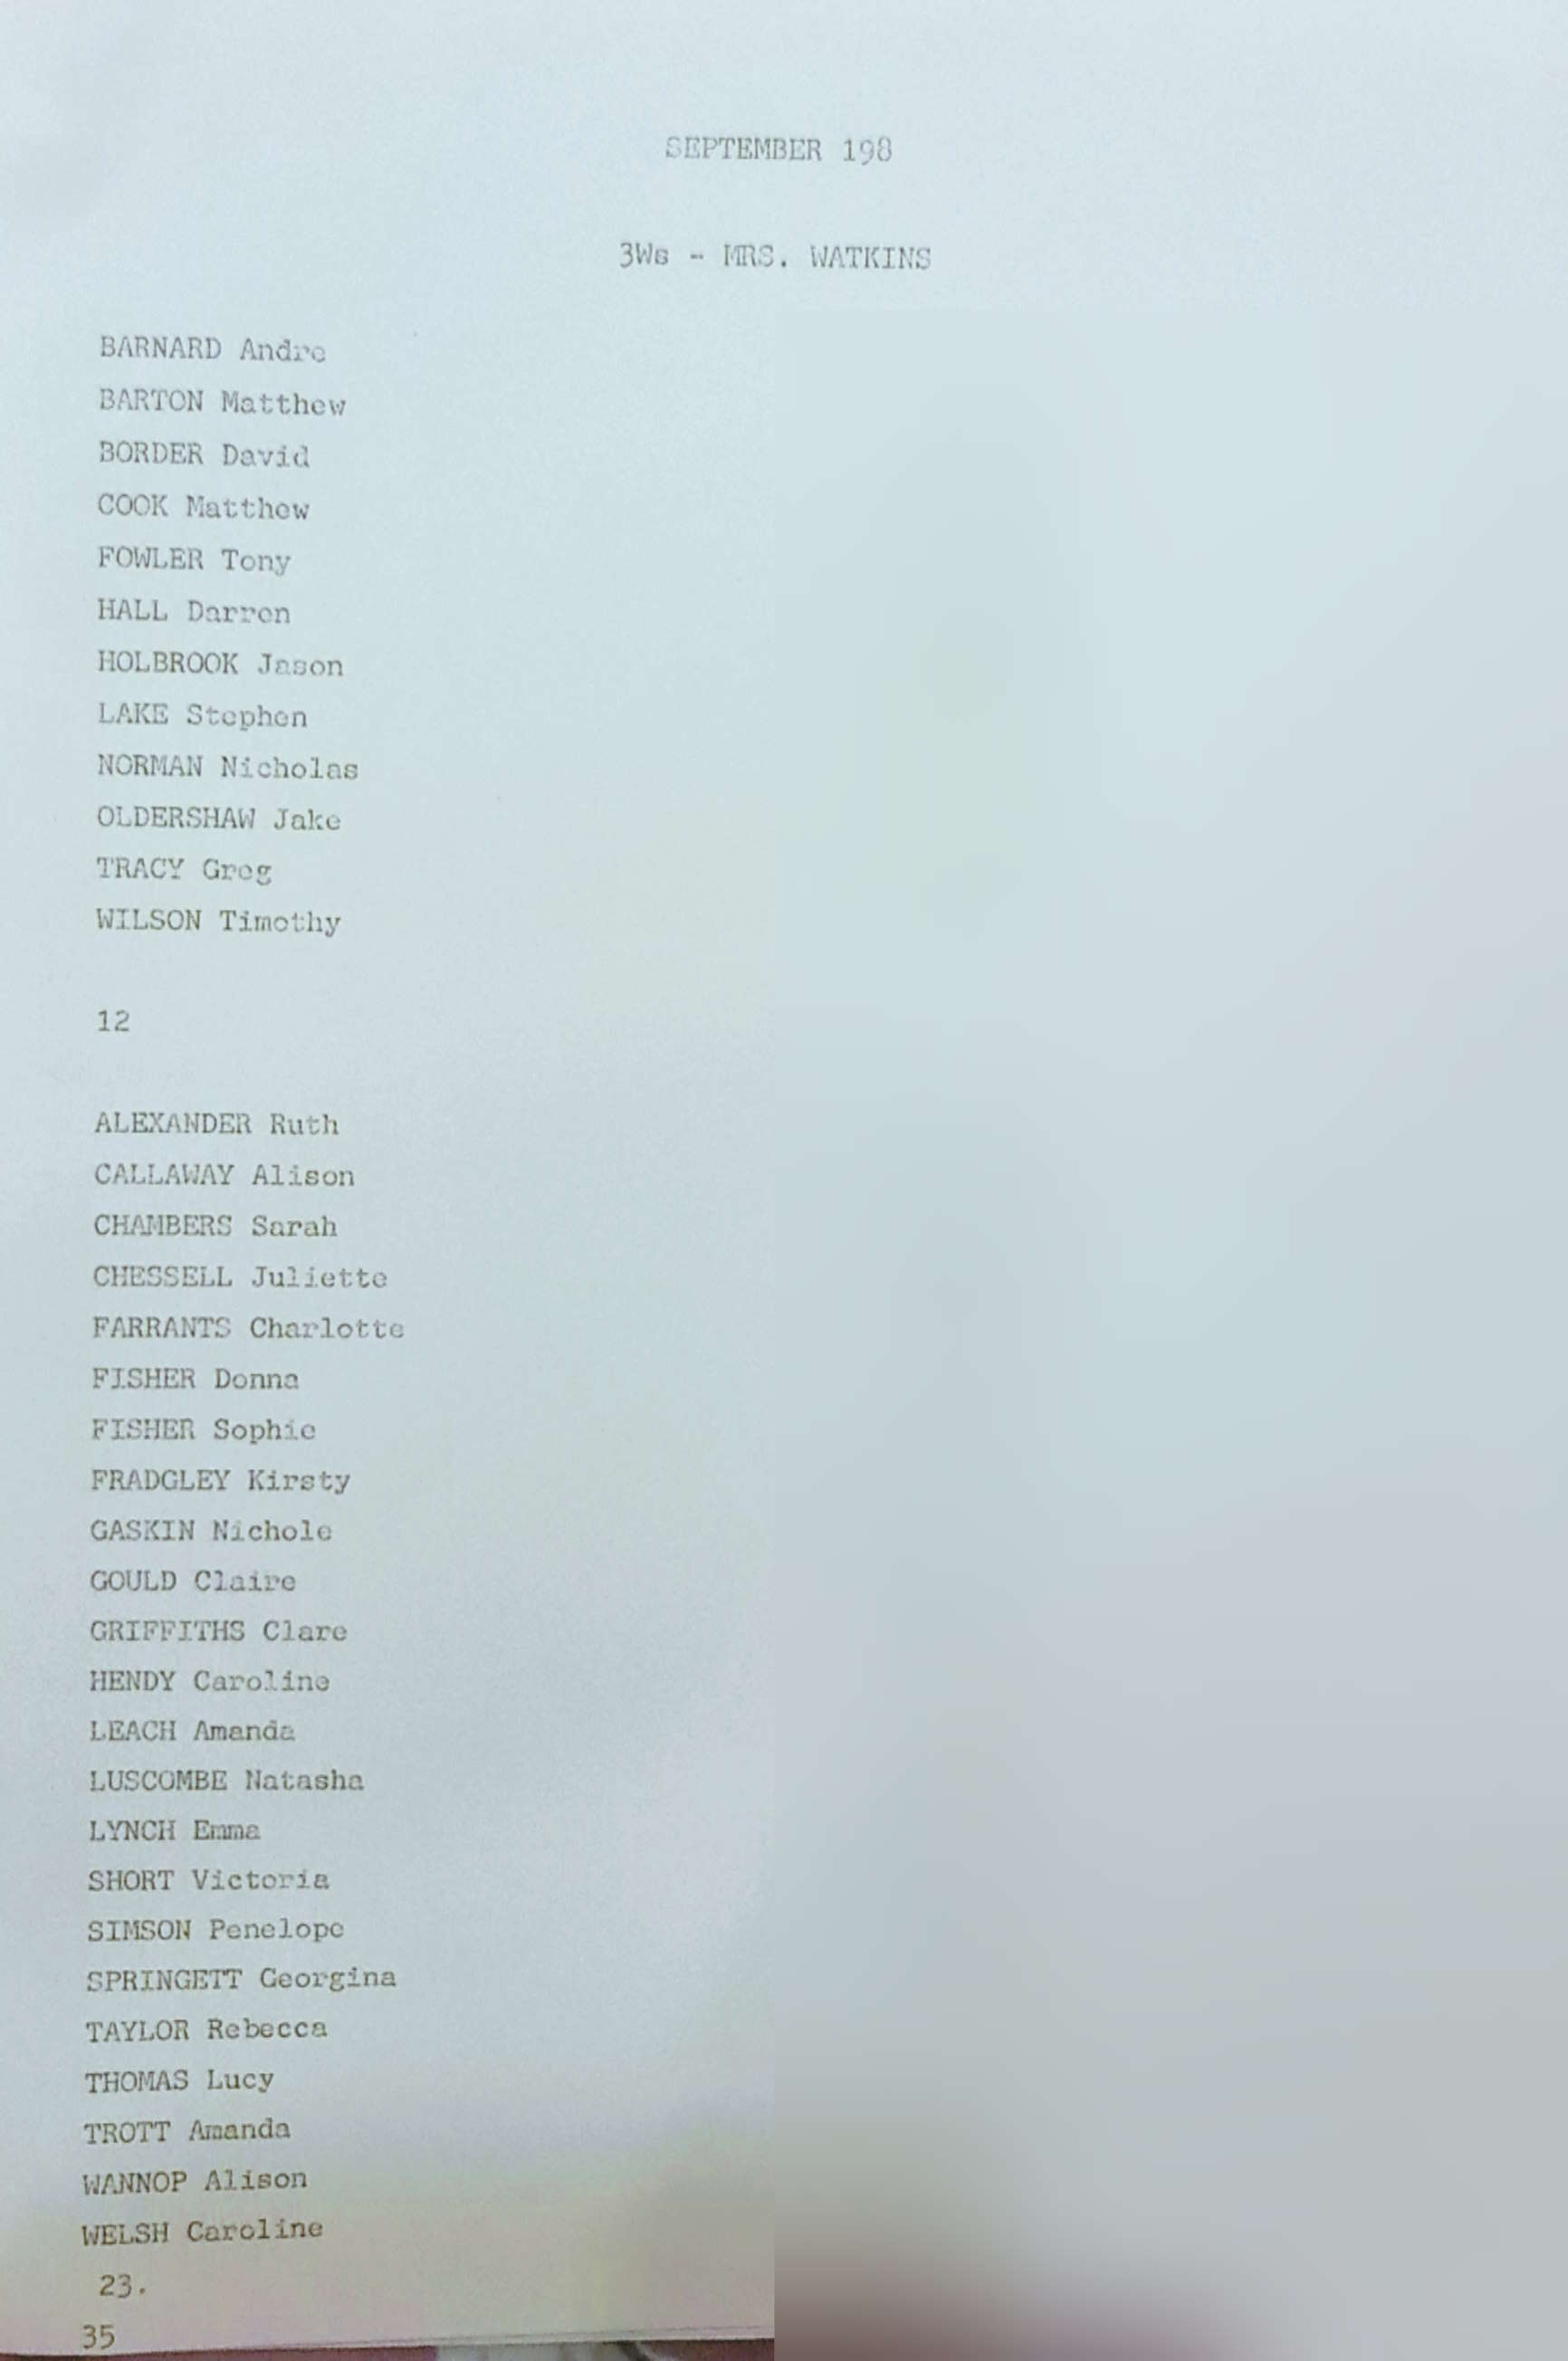 SEPTEMBER 198
3Ws - MRS. WATKINS
BARNARD Andre
BARTON Matthew
BORDER David
COOK Matthew
FOWLER Tony
HALL Darren
HOLBROOK Jason
LAKE Stephen
NORMAN Nicholas
OLDERSHAW Jake
TRACY Greg
WILSON Timothy
12
ALEXANDER Ruth
CALLAWAY Alison
CHAMBERS Sarah
CHESSELL Juliette
FARRANTS Charlotte
FISHER Donna
FISHER Sophie
FRADGLEY Kirsty
GASKIN Nichole
GOULD Claire
GRIFFITHS Clare
HENDY Caroline
LEACH Amanda
LUSCOMBE Natasha
LYNCH Emma
SHORT Victoria
SIMSON Penelope
SPRINGETT Georgina
TAYLOR Rebecca
THOMAS Lucy
TROTT Amanda
WANNOP Alison
WELSH Caroline
23.
35